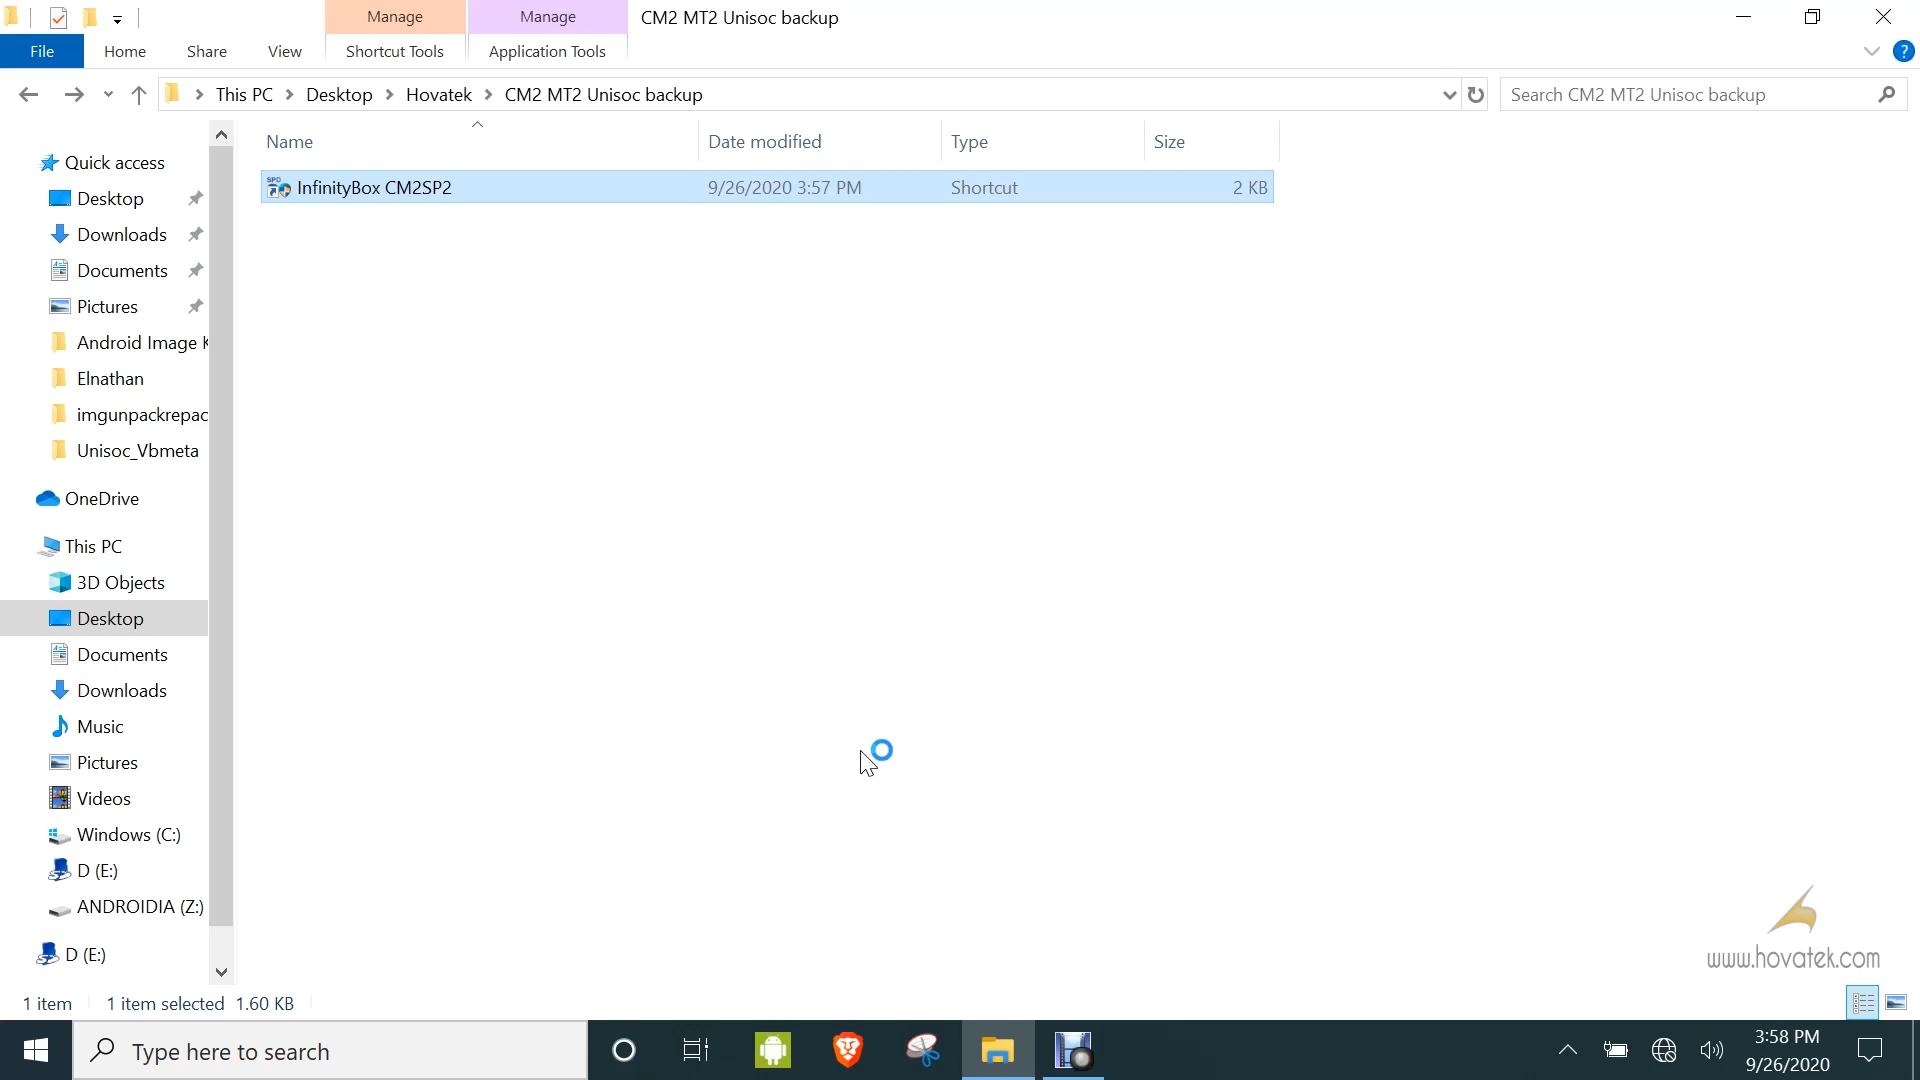 Manage
Manage
CM2 MT2 Unisoc backup
File
Home
Share
View
Shortcut Tools
Application Tools
?
This PC > Desktop > Hovatek > CM2 MT2 Unisoc backup
Search CM2 MT2 Unisoc backup
Name
Date modified
Type
Size
SPD
InfinityBox CM2SP2
9/26/2020 3:57 PM
Shortcut
2 KB
Quick access
Desktop
Downloads
Documents
Pictures
Android Image K
Elnathan
imgunpackrepac
Unisoc_Vbmeta
OneDrive
This PC
3D Objects
Desktop
Documents
Downloads
Music
Pictures
Videos
Windows (C:)
D (E:)
ANDROIDIA (Z:)
D (E:)
www.hovatek.com
1 item
1 item selected 1.60 KB
Type here to search
3:58 PM
9/26/2020